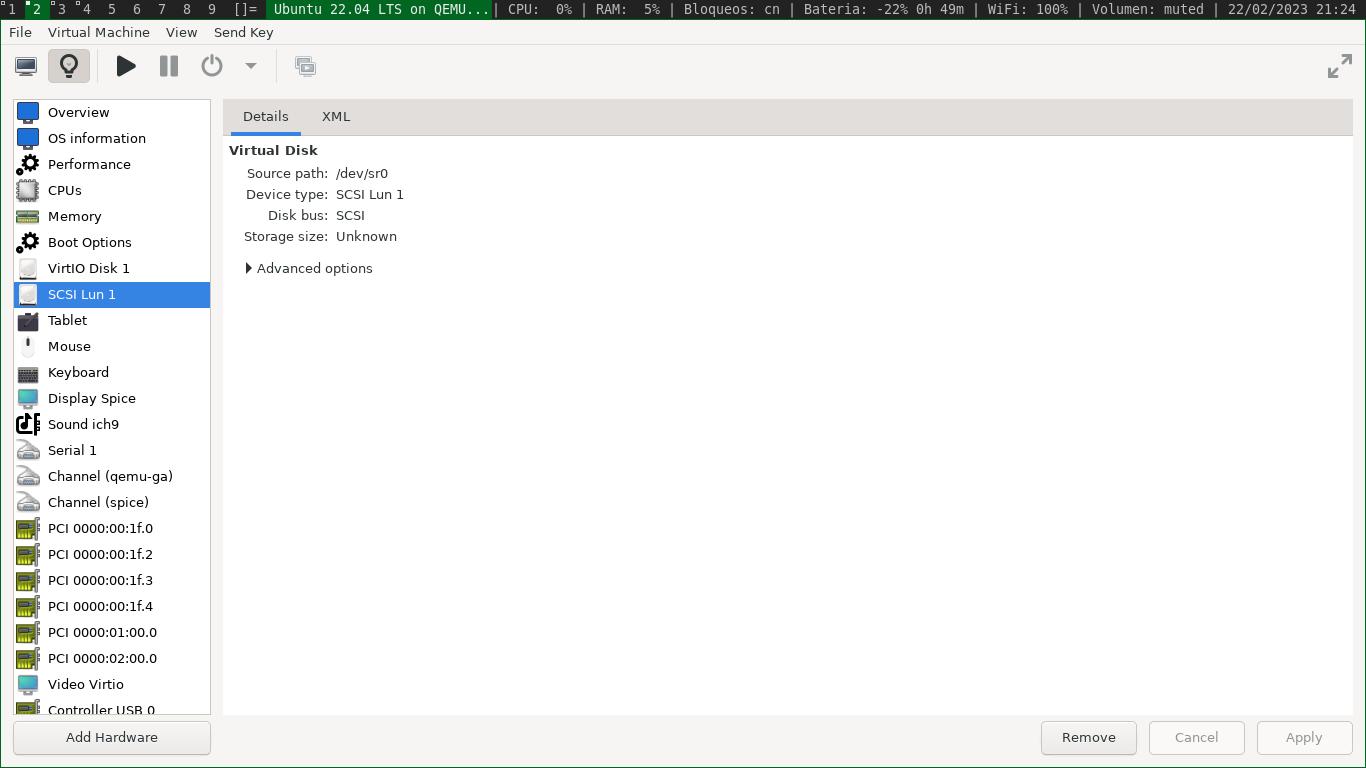 1 2 3 4 5 6 7 8 9 []= Ubuntu 22.04 LTS on QEMU... | CPU: 0% | RAM: 5% | Bloqueos: cn | Bateria: -22% 0h 49m | WiFi: 100% | Volumen: muted | 22/02/2023 21:24
File Virtual Machine View Send Key
Overview
OS information
Performance
CPUs
Memory
Boot Options
VirtIO Disk 1
SCSI Lun 1
Tablet
Mouse
Keyboard
Display Spice
Sound ich9
Serial 1
Channel (qemu-ga)
Channel (spice)
PCI 0000:00:1f.0
PCI 0000:00:1f.2
PCI 0000:00:1f.3
PCI 0000:00:1f.4
PCI 0000:01:00.0
PCI 0000:02:00.0
Video Virtio
Controller USB 0
Add Hardware
Details XML
Virtual Disk
Source path: /dev/sr0
Device type: SCSI Lun 1
Disk bus: SCSI
Storage size: Unknown
Advanced options
Remove Cancel Apply